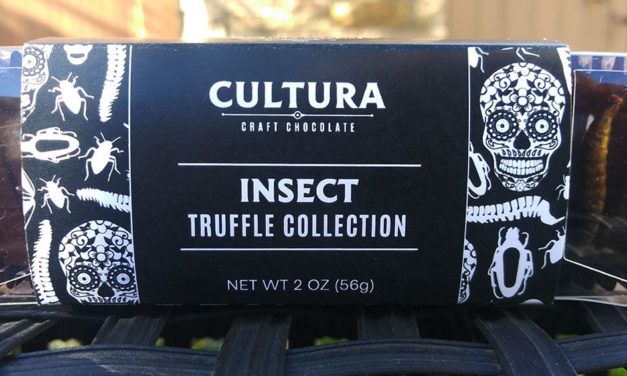 CULTURA
CRAFT CHOCOLATE
INSECT
TRUFFLE COLLECTION
NET WT 2 OZ (56g)